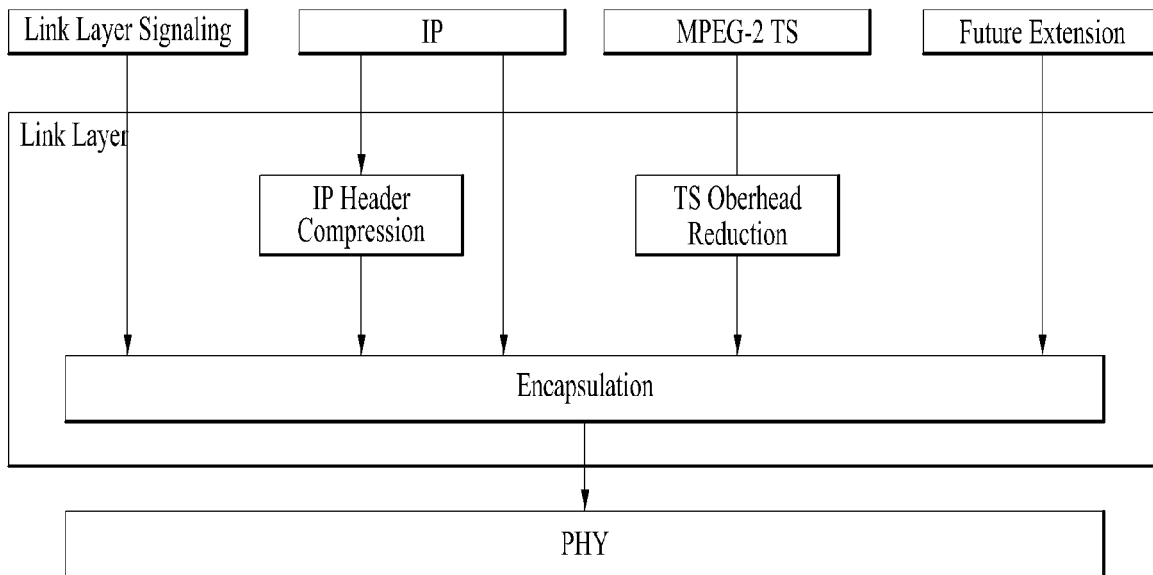 Link Layer Signaling
IP
MPEG-2 TS
Future Extension
Link Layer
IP Header
Compression
TS Oberhead
Reduction
Encapsulation
PHY